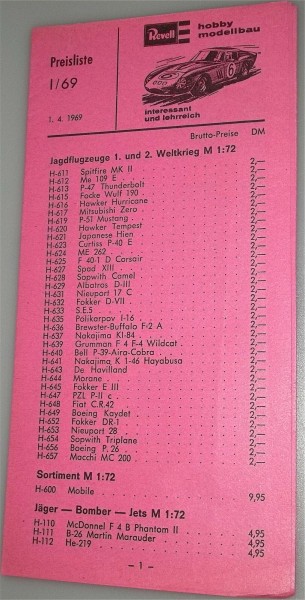 Preisliste
I/69
1. 4. 1969
Revell
hobby
modellbau
6
interessant
und lehrreich
Brutto-Preise DM
Jagdflugzeuge 1. und 2. Weltkrieg M 1:72
H-611 Spitfire MK II 2,—
H-612 Me 109 E 2,—
H-613 P-47 Thunderbolt 2,—
H-615 Focke Wulf 190 2,—
H-616 Hawker Hurricane 2,—
H-617 Mitsubishi Zero 2,—
H-619 P-51 Mustang 2,—
H-620 Hawker Tempest 2,—
H-621 Japanese Hien 2,—
H-623 Curtiss P-40 E 2,—
H-624 ME 262 2,—
H-625 F 40-1 D Corsair 2,—
H-627 Spad XIII 2,—
H-628 Sopwith Camel 2,—
H-629 Albatros D-III 2,—
H-631 Nieuport 17 C 2,—
H-632 Fokker D-VII 2,—
H-633 S.E.5 2,—
H-635 Polikarpov I-16 2,—
H-636 Brewster-Buffalo F-2 A 2,—
H-637 Nakajima KI-84 2,—
H-639 Grumman F 4 F-4 Wildcat 2,—
H-640 Bell P-39-Aira-Cobra 2,—
H-641 Nakajima K 1-46 Hayabusa 2,—
H-643 De Havilland 2,—
H-644 Morane 2,—
H-645 Fokker E III 2,—
H-647 PZL P-II c 2,—
H-648 Fiat C.R.42 2,—
H-649 Boeing Kaydet 2,—
H-652 Fokker DR-1 2,—
H-653 Nieuport 28 2,—
H-654 Sopwith Triplane 2,—
H-656 Boeing P. 26 2,—
H-657 Macchi MC 200 2,—
Sortiment M 1:72
H-600 Mobile 9,95
Jäger — Bomber — Jets M 1:72
H-110 McDonnel F 4 B Phantom II 4,95
H-111 B-26 Martin Marauder 4,95
H-112 He-219 4,95
— 1 —